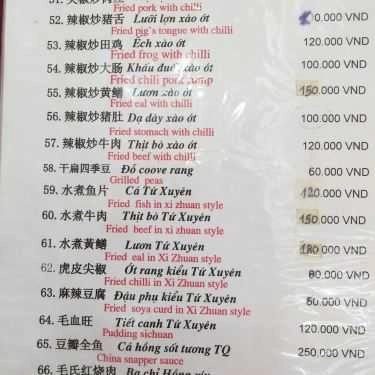 Fried pork with chilli
52. 辣椒炒猪舌 Lưỡi lợn xào ớt 0.000 VND
Fried pig's tongue with chilli
53. 辣椒炒田鸡 Ếch xào ớt 120.000 VND
Fried frog with chilli
54. 辣椒炒大肠 Khấu đuôi xào ớt 100.000 VND
Fried chili pork rump
55. 辣椒炒黄鳝 Lươn xào ớt 150.000 VND
Fried eal with chilli
56. 辣椒炒猪肚 Dạ dày xào ớt 100.000 VND
Fried stomach with chilli
57. 辣椒炒牛肉 Thịt bò xào ớt 120.000 VND
Fried beef with chilli
58. 干扁四季豆 Đỗ coove rang 60.000 VND
Grilled peas
59. 水煮鱼片 Cá Tứ Xuyên 120.000 VND
Fried fish in xi zhuan style
60. 水煮牛肉 Thịt bò Tứ Xuyên 150.000 VND
Fried beef in xi zhuan style
61. 水煮黃鱔 Lươn Tứ Xuyên 180.000 VND
Fried eal in Xi Zhuan style
62. 虎皮尖椒 Ớt rang kiểu Tứ Xuyên 80.000 VND
Fried chilli in Xi Zhuan style
63. 麻辣豆腐 Đậu phụ kiểu Tứ Xuyên 60.000 VND
Fried soya curd in Xi Zhuan style
64. 毛血旺 Tiết canh Tứ Xuyên 120.000 VND
Pudding sichuan
65. 豆瓣全鱼 Cá hồng sốt tương TQ 250.000 VND
China snapper sauce
66. 毛氏红烧肉 Ba chỉ Hồng